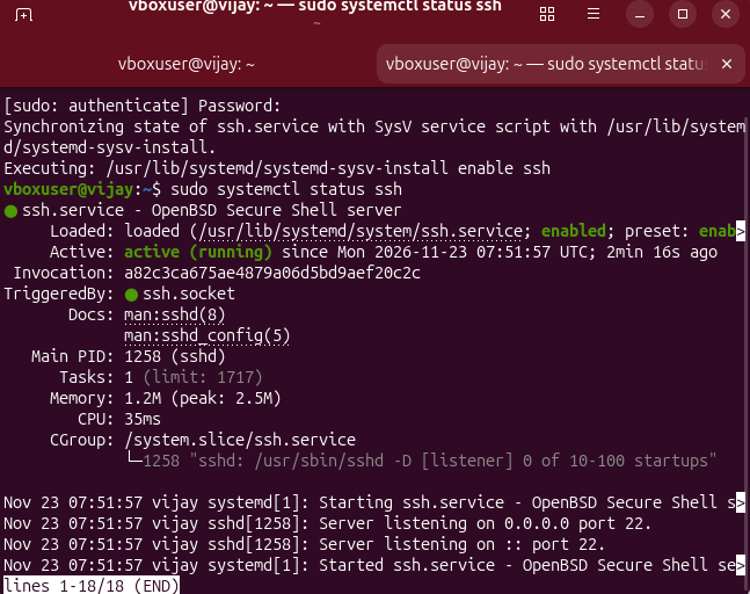 vboxuser@vijay: ~ — sudo systemctl status ssh
~
vboxuser@vijay: ~
vboxuser@vijay: ~ — sudo systemctl statu
[sudo: authenticate] Password:
Synchronizing state of ssh.service with SysV service script with /usr/lib/system
d/systemd-sysv-install.
Executing: /usr/lib/systemd/systemd-sysv-install enable ssh
vboxuser@vijay:~$ sudo systemctl status ssh
● ssh.service - OpenBSD Secure Shell server
Loaded: loaded (/usr/lib/systemd/system/ssh.service; enabled; preset: enab>
Active: active (running) since Mon 2026-11-23 07:51:57 UTC; 2min 16s ago
Invocation: a82c3ca675ae4879a06d5bd9aef20c2c
TriggeredBy: ● ssh.socket
Docs: man:sshd(8)
man:sshd_config(5)
Main PID: 1258 (sshd)
Tasks: 1 (limit: 1717)
Memory: 1.2M (peak: 2.5M)
CPU: 35ms
CGroup: /system.slice/ssh.service
└─1258 "sshd: /usr/sbin/sshd -D [listener] 0 of 10-100 startups"
Nov 23 07:51:57 vijay systemd[1]: Starting ssh.service - OpenBSD Secure Shell s>
Nov 23 07:51:57 vijay sshd[1258]: Server listening on 0.0.0.0 port 22.
Nov 23 07:51:57 vijay sshd[1258]: Server listening on :: port 22.
Nov 23 07:51:57 vijay systemd[1]: Started ssh.service - OpenBSD Secure Shell se>
lines 1-18/18 (END)